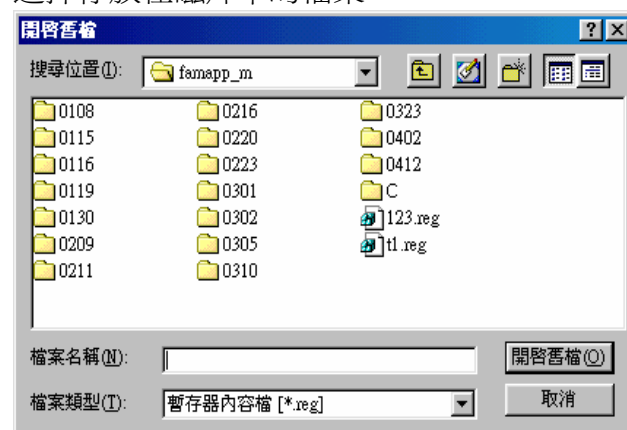 開啓舊檔
搜尋位置(I): famapp_m
0108 0216 0323
0115 0220 0402
0116 0223 0412
0119 0301 C
0130 0302 123.reg
0209 0305 t1.reg
0211 0310
檔案名稱(N): 開啓舊檔(O)
檔案類型(T): 暫存器內容檔 [*.reg] 取消